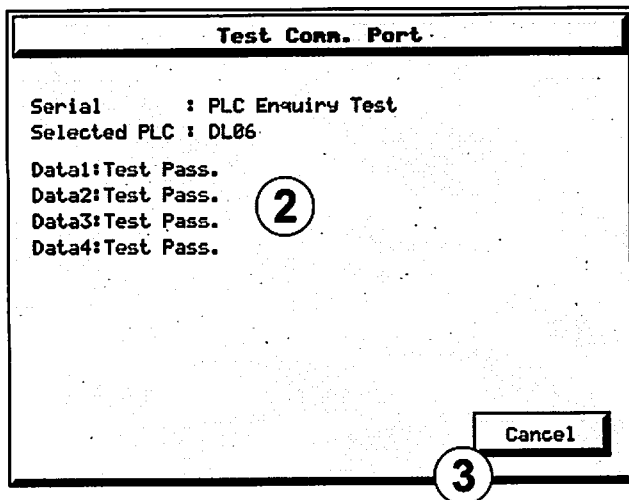 Test Comm. Port
Serial : PLC Enquiry Test
Selected PLC : DL06
Data1:Test Pass.
Data2:Test Pass.
Data3:Test Pass.
Data4:Test Pass.
2
Cancel
3